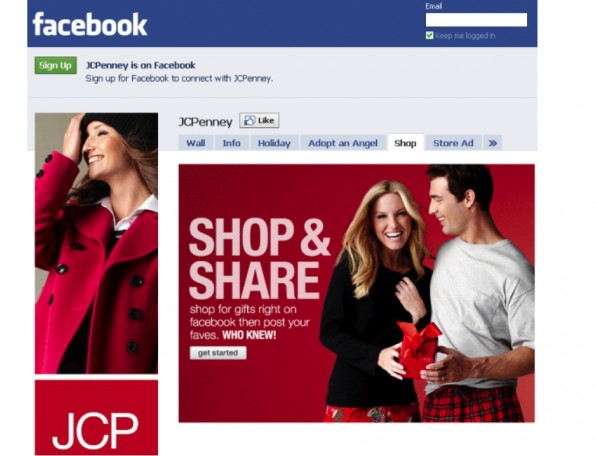 facebook
Email
Keep me logged in
Sign Up
JCPenney is on Facebook
Sign up for Facebook to connect with JCPenney.
JCPenney
Like
Wall Info Holiday Adopt an Angel Shop Store Ad »
SHOP &
SHARE
shop for gifts right on
facebook then post your
faves. WHO KNEW!
get started
JCP